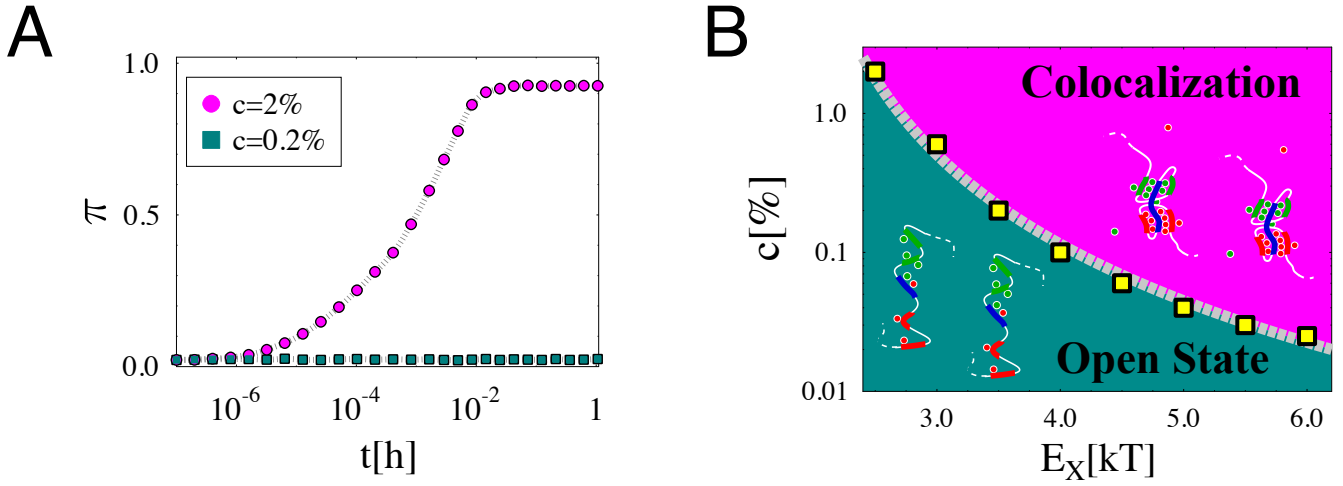 A
1.0
0.5
0.0
π
c=2%
c=0.2%
10⁻⁶
10⁻⁴
10⁻²
1
t[h]
B
Colocalization
Open State
1.0
0.1
0.01
c[%]
3.0
4.0
5.0
6.0
Eₓ[kT]